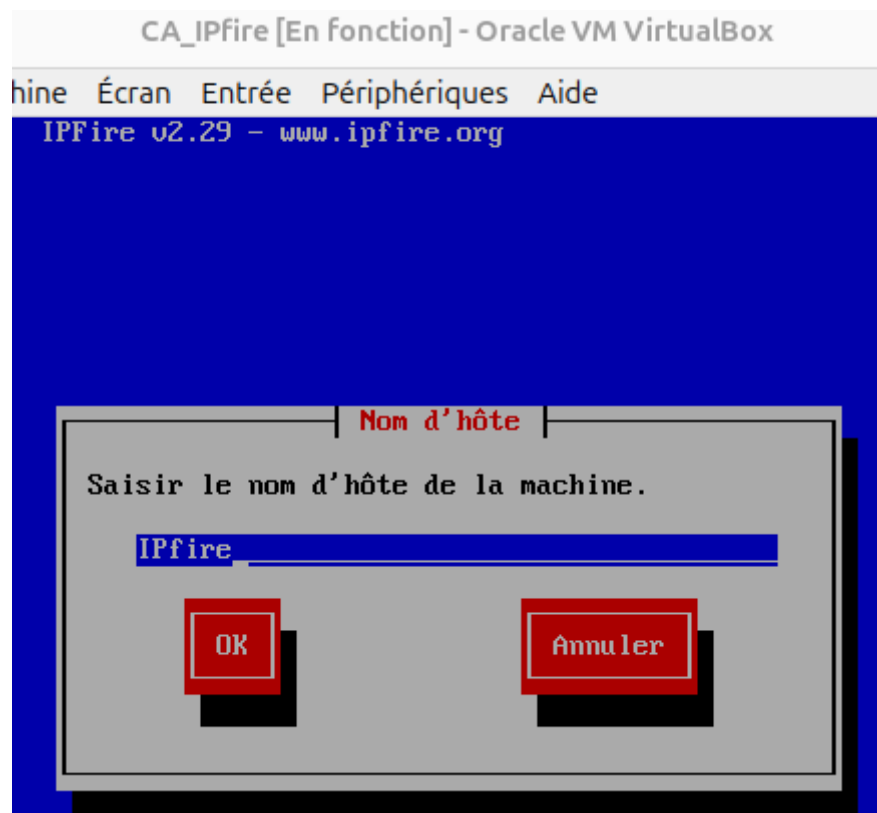 CA_IPfire [En fonction] - Oracle VM VirtualBox
hine Écran Entrée Périphériques Aide
IPFire v2.29 - www.ipfire.org
Nom d'hôte
Saisir le nom d'hôte de la machine.
IPfire
OK Annuler